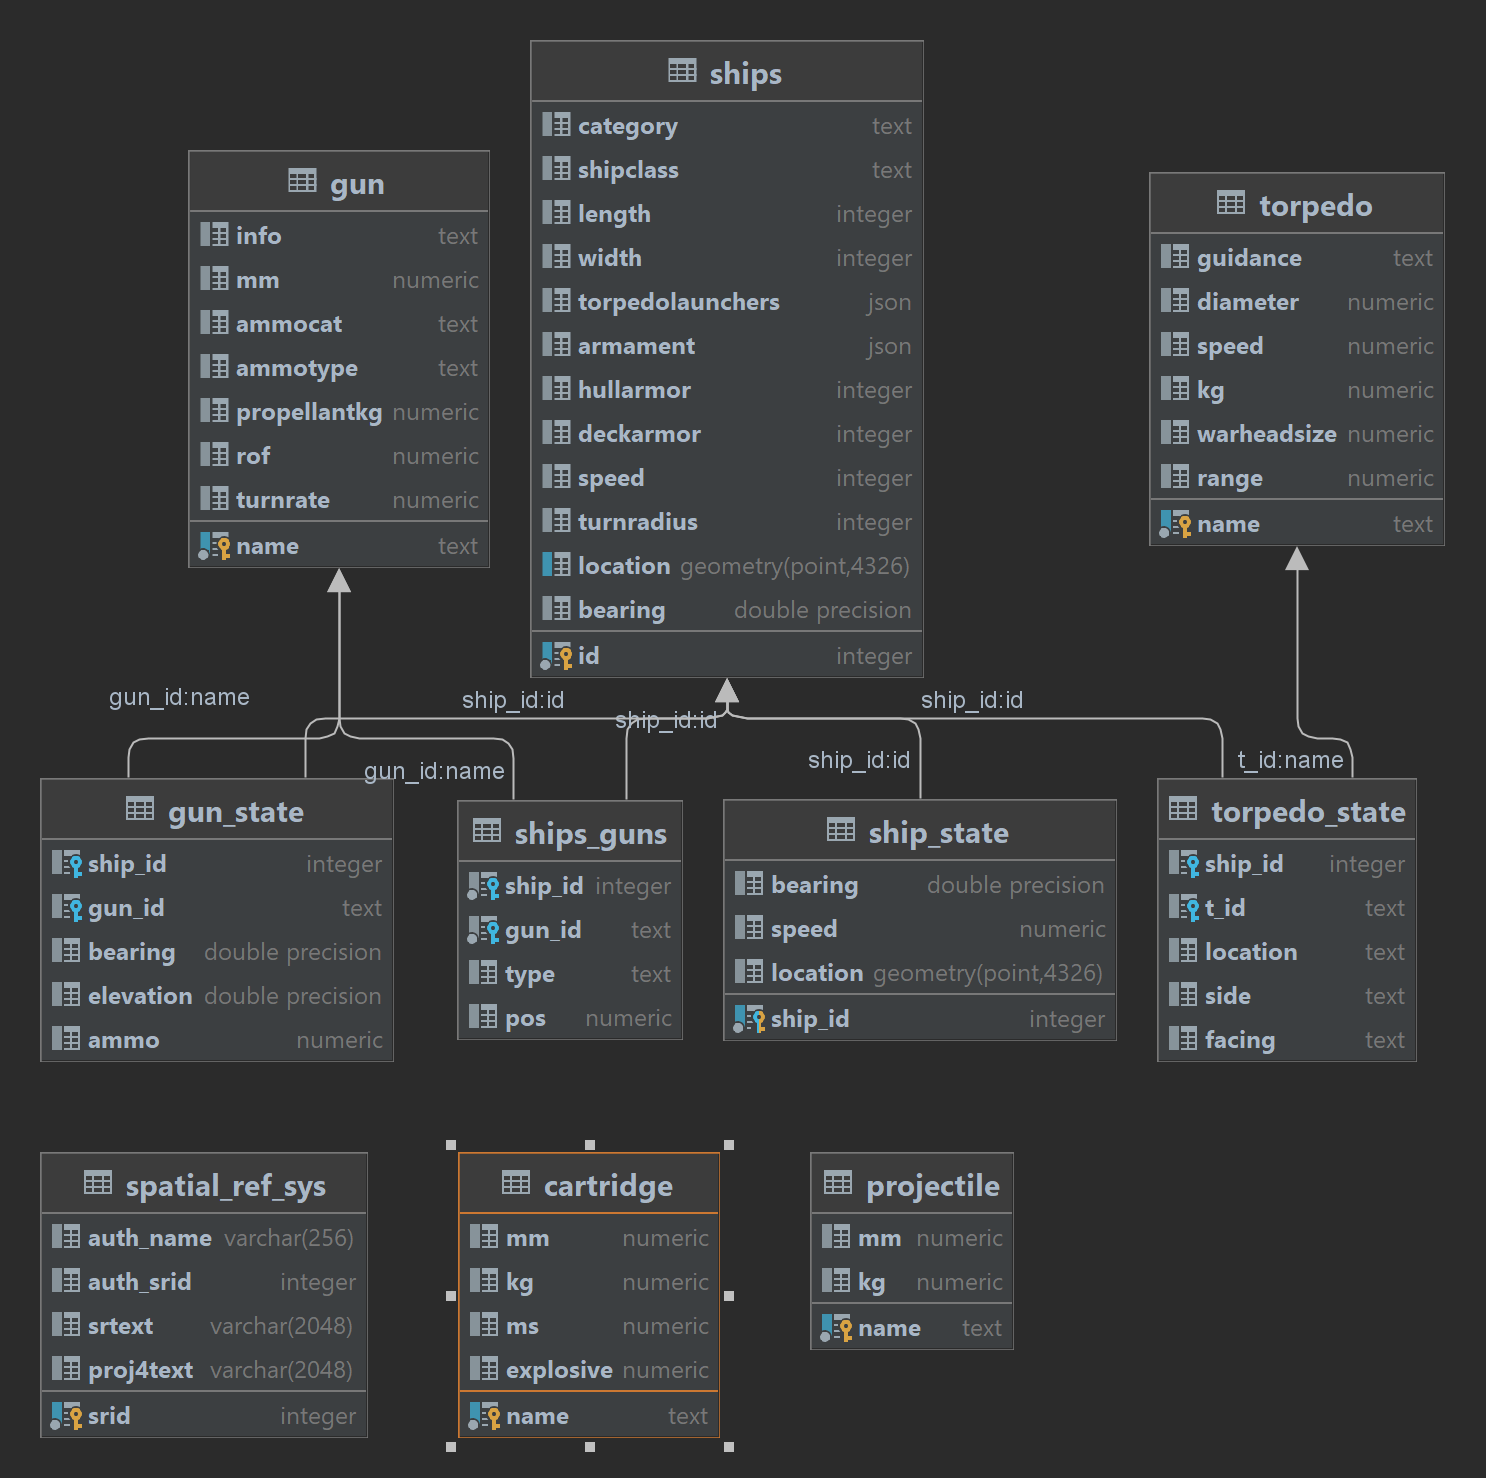 ships
category text
shipclass text
length integer
width integer
torpedolaunchers json
armament json
hullarmor integer
deckarmor integer
speed integer
turnradius integer
location geometry(point,4326)
bearing double precision
id integer
gun
info text
mm numeric
ammocat text
ammotype text
propellantkg numeric
rof numeric
turnrate numeric
name text
torpedo
guidance text
diameter numeric
speed numeric
kg numeric
warheadsize numeric
range numeric
name text
gun_id:name
ship_id:id
ship_id:id
ship_id:id
gun_id:name
ship_id:id
t_id:name
gun_state
ship_id integer
gun_id text
bearing double precision
elevation double precision
ammo numeric
ships_guns
ship_id integer
gun_id text
type text
pos numeric
ship_state
bearing double precision
speed numeric
location geometry(point,4326)
ship_id integer
torpedo_state
ship_id integer
t_id text
location text
side text
facing text
spatial_ref_sys
auth_name varchar(256)
auth_srid integer
srtext varchar(2048)
proj4text varchar(2048)
srid integer
cartridge
mm numeric
kg numeric
ms numeric
explosive numeric
name text
projectile
mm numeric
kg numeric
name text